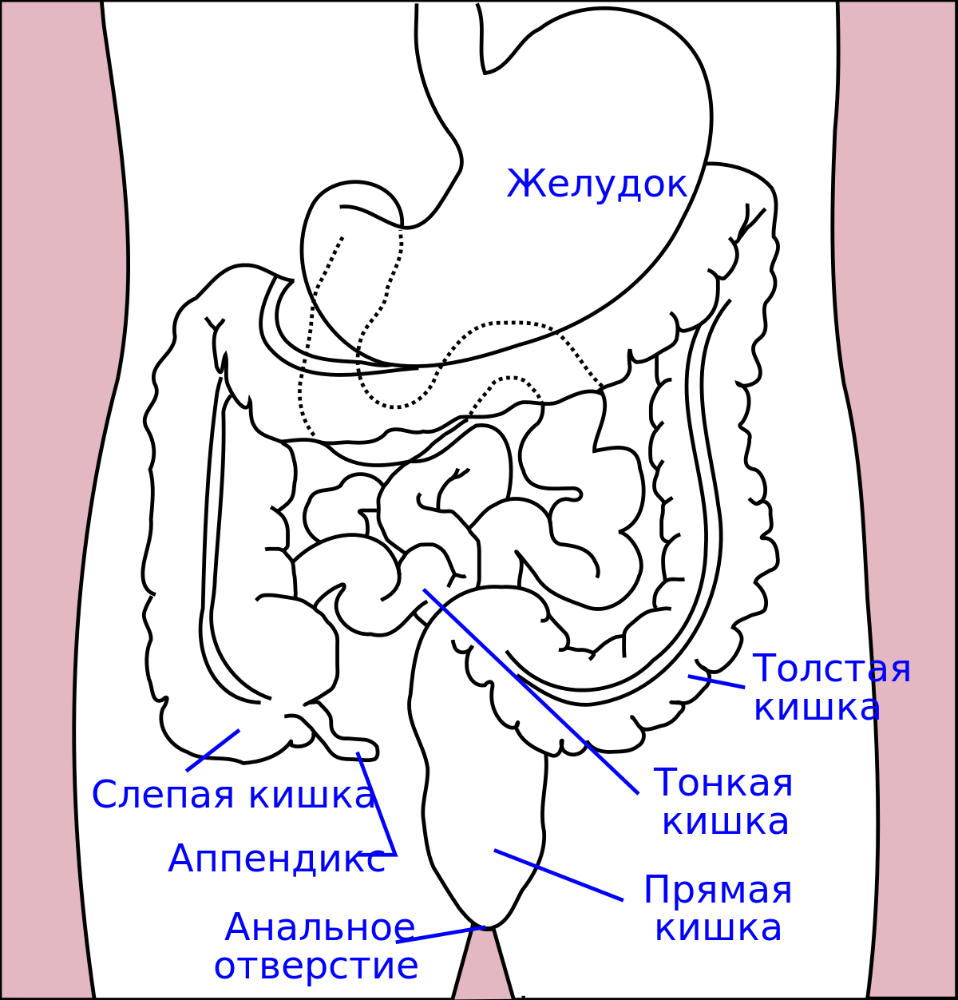 Желудок
Толстая
кишка
Слепая кишка
Тонкая
кишка
Аппендикс
Прямая
кишка
Анальное
отверстие